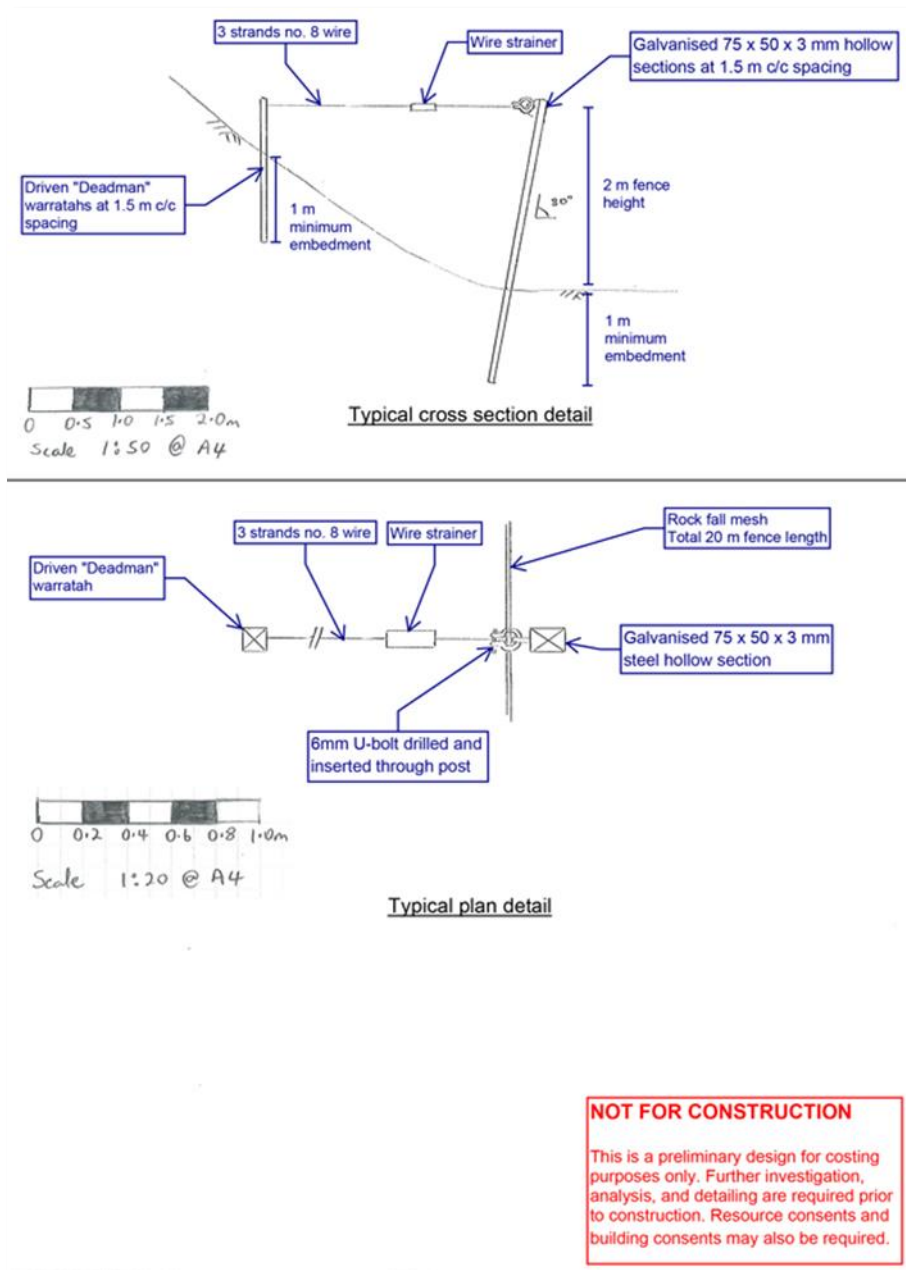 3 strands no. 8 wire
Wire strainer
Galvanised 75 x 50 x 3 mm hollow
sections at 1.5 m c/c spacing
Driven "Deadman"
warratahs at 1.5 m c/c
spacing
1 m
minimum
embedment
80°
2 m fence
height
1 m
minimum
embedment
0 0.5 1.0 1.5 2.0m
Scale 1:50 @ A4
Typical cross section detail
3 strands no. 8 wire
Wire strainer
Rock fall mesh
Total 20 m fence length
Driven "Deadman"
warratah
Galvanised 75 x 50 x 3 mm
steel hollow section
6mm U-bolt drilled and
inserted through post
0 0.2 0.4 0.6 0.8 1.0m
Scale 1:20 @ A4
Typical plan detail
NOT FOR CONSTRUCTION
This is a preliminary design for costing
purposes only. Further investigation,
analysis, and detailing are required prior
to construction. Resource consents and
building consents may also be required.